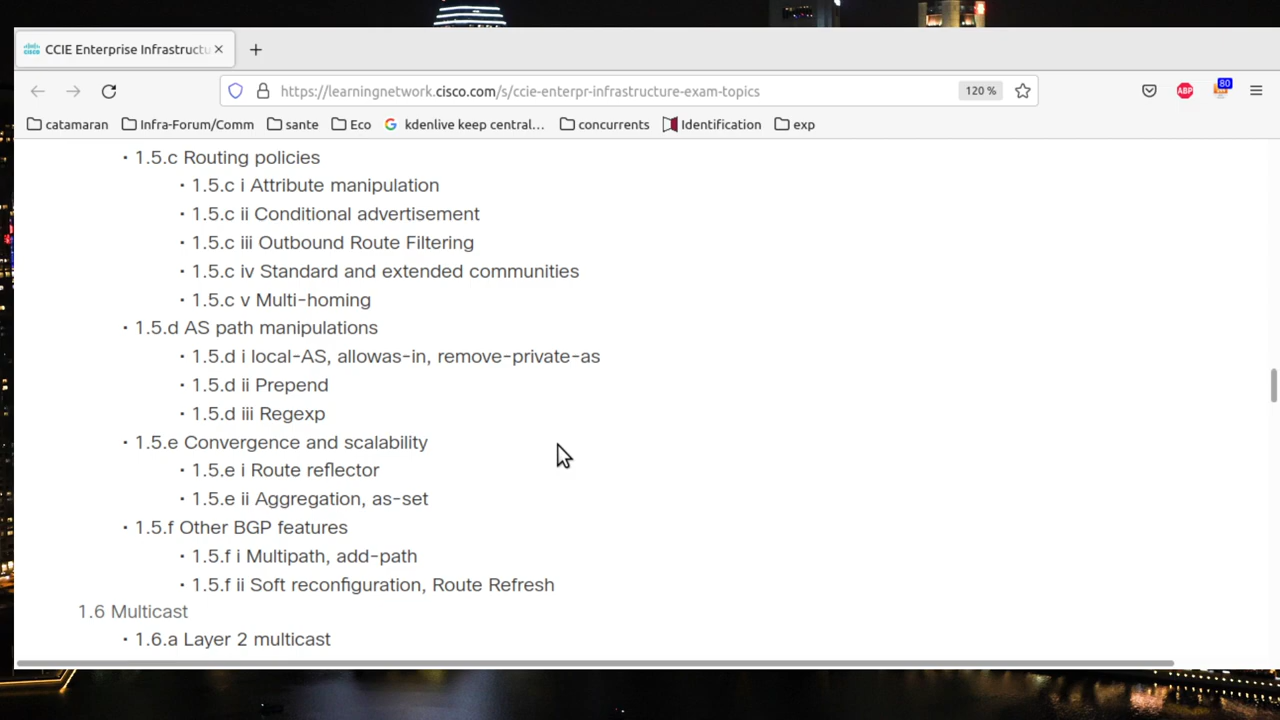 CISCO
CCIE Enterprise Infrastructu
https://learningnetwork.cisco.com/s/ccie-enterpr-infrastructure-exam-topics
120 %
ABP
80
catamaran Infra-Forum/Comm sante Eco kdenlive keep central... concurrents Identification exp
• 1.5.c Routing policies
• 1.5.c i Attribute manipulation
• 1.5.c ii Conditional advertisement
• 1.5.c iii Outbound Route Filtering
• 1.5.c iv Standard and extended communities
• 1.5.c v Multi-homing
• 1.5.d AS path manipulations
• 1.5.d i local-AS, allowas-in, remove-private-as
• 1.5.d ii Prepend
• 1.5.d iii Regexp
• 1.5.e Convergence and scalability
• 1.5.e i Route reflector
• 1.5.e ii Aggregation, as-set
• 1.5.f Other BGP features
• 1.5.f i Multipath, add-path
• 1.5.f ii Soft reconfiguration, Route Refresh
1.6 Multicast
• 1.6.a Layer 2 multicast